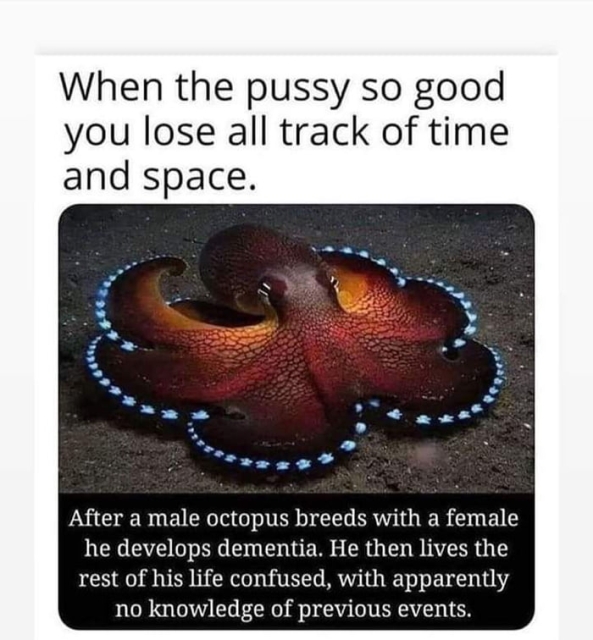 When the pussy so good
you lose all track of time
and space.
After a male octopus breeds with a female
he develops dementia. He then lives the
rest of his life confused, with apparently
no knowledge of previous events.